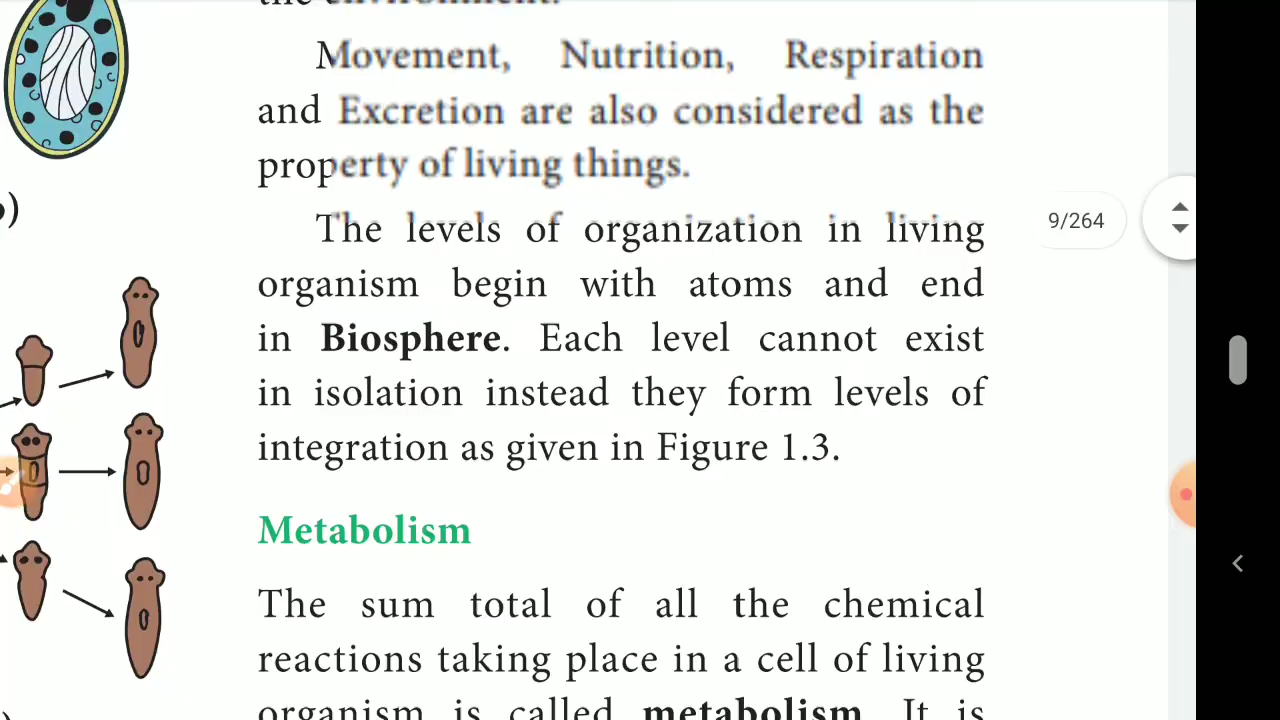 the environment.
Movement, Nutrition, Respiration
and Excretion are also considered as the
property of living things.
The levels of organization in living
organism begin with atoms and end
in Biosphere. Each level cannot exist
in isolation instead they form levels of
integration as given in Figure 1.3.
Metabolism
The sum total of all the chemical
reactions taking place in a cell of living
organism is called metabolism. It is
9/264